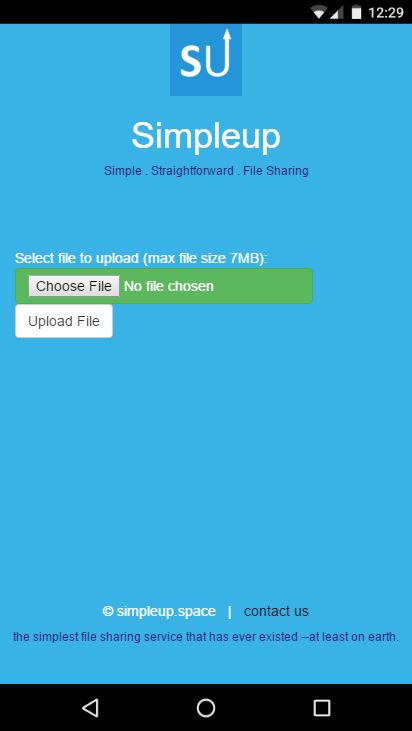 12:29
SU
Simpleup
Simple . Straightforward . File Sharing
Select file to upload (max file size 7MB):
Choose File No file chosen
Upload File
© simpleup.space | contact us
the simplest file sharing service that has ever existed --at least on earth.